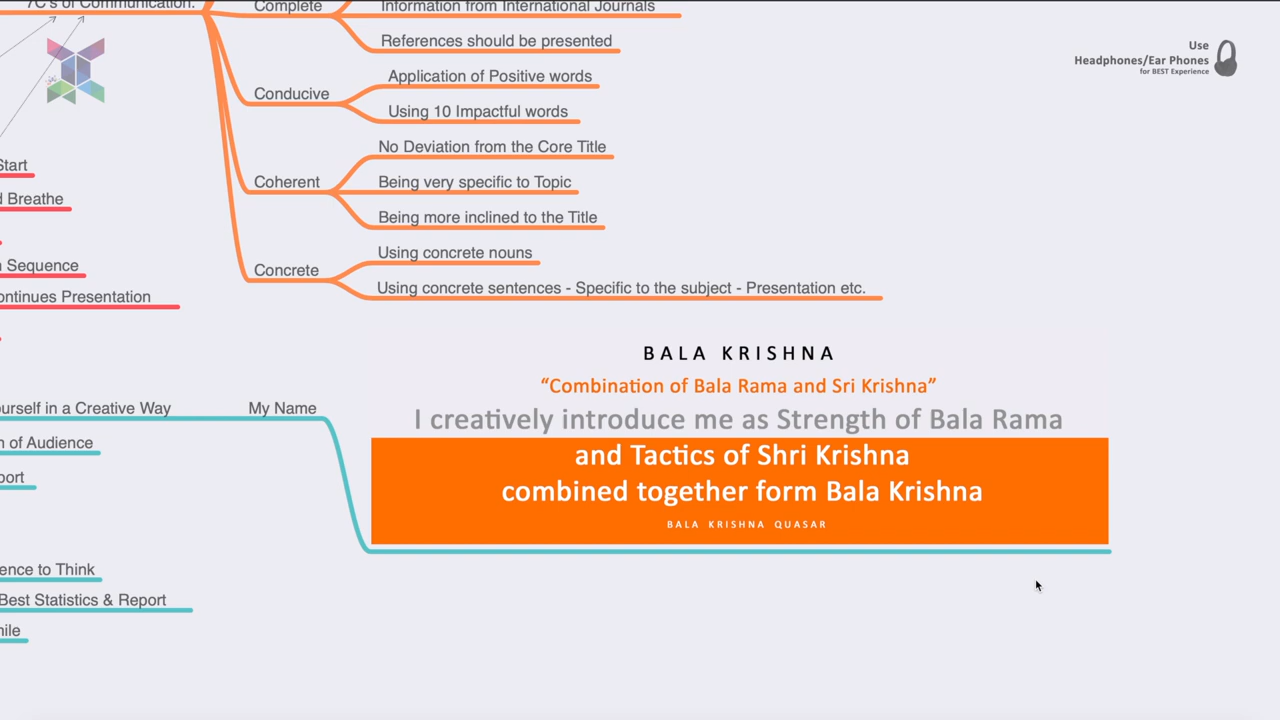 7C's of Communication.
Complete
Information from International Journals
References should be presented
Use
Headphones/Ear Phones
for BEST Experience
Conducive
Application of Positive words
Using 10 Impactful words
Coherent
No Deviation from the Core Title
Being very specific to Topic
Being more inclined to the Title
Concrete
Using concrete nouns
Using concrete sentences - Specific to the subject - Presentation etc.
Start
d Breathe
n Sequence
ontinues Presentation
ourself in a Creative Way
My Name
n of Audience
port
ence to Think
Best Statistics & Report
mile
BALA KRISHNA
“Combination of Bala Rama and Sri Krishna”
I creatively introduce me as Strength of Bala Rama
and Tactics of Shri Krishna
combined together form Bala Krishna
BALA KRISHNA QUASAR